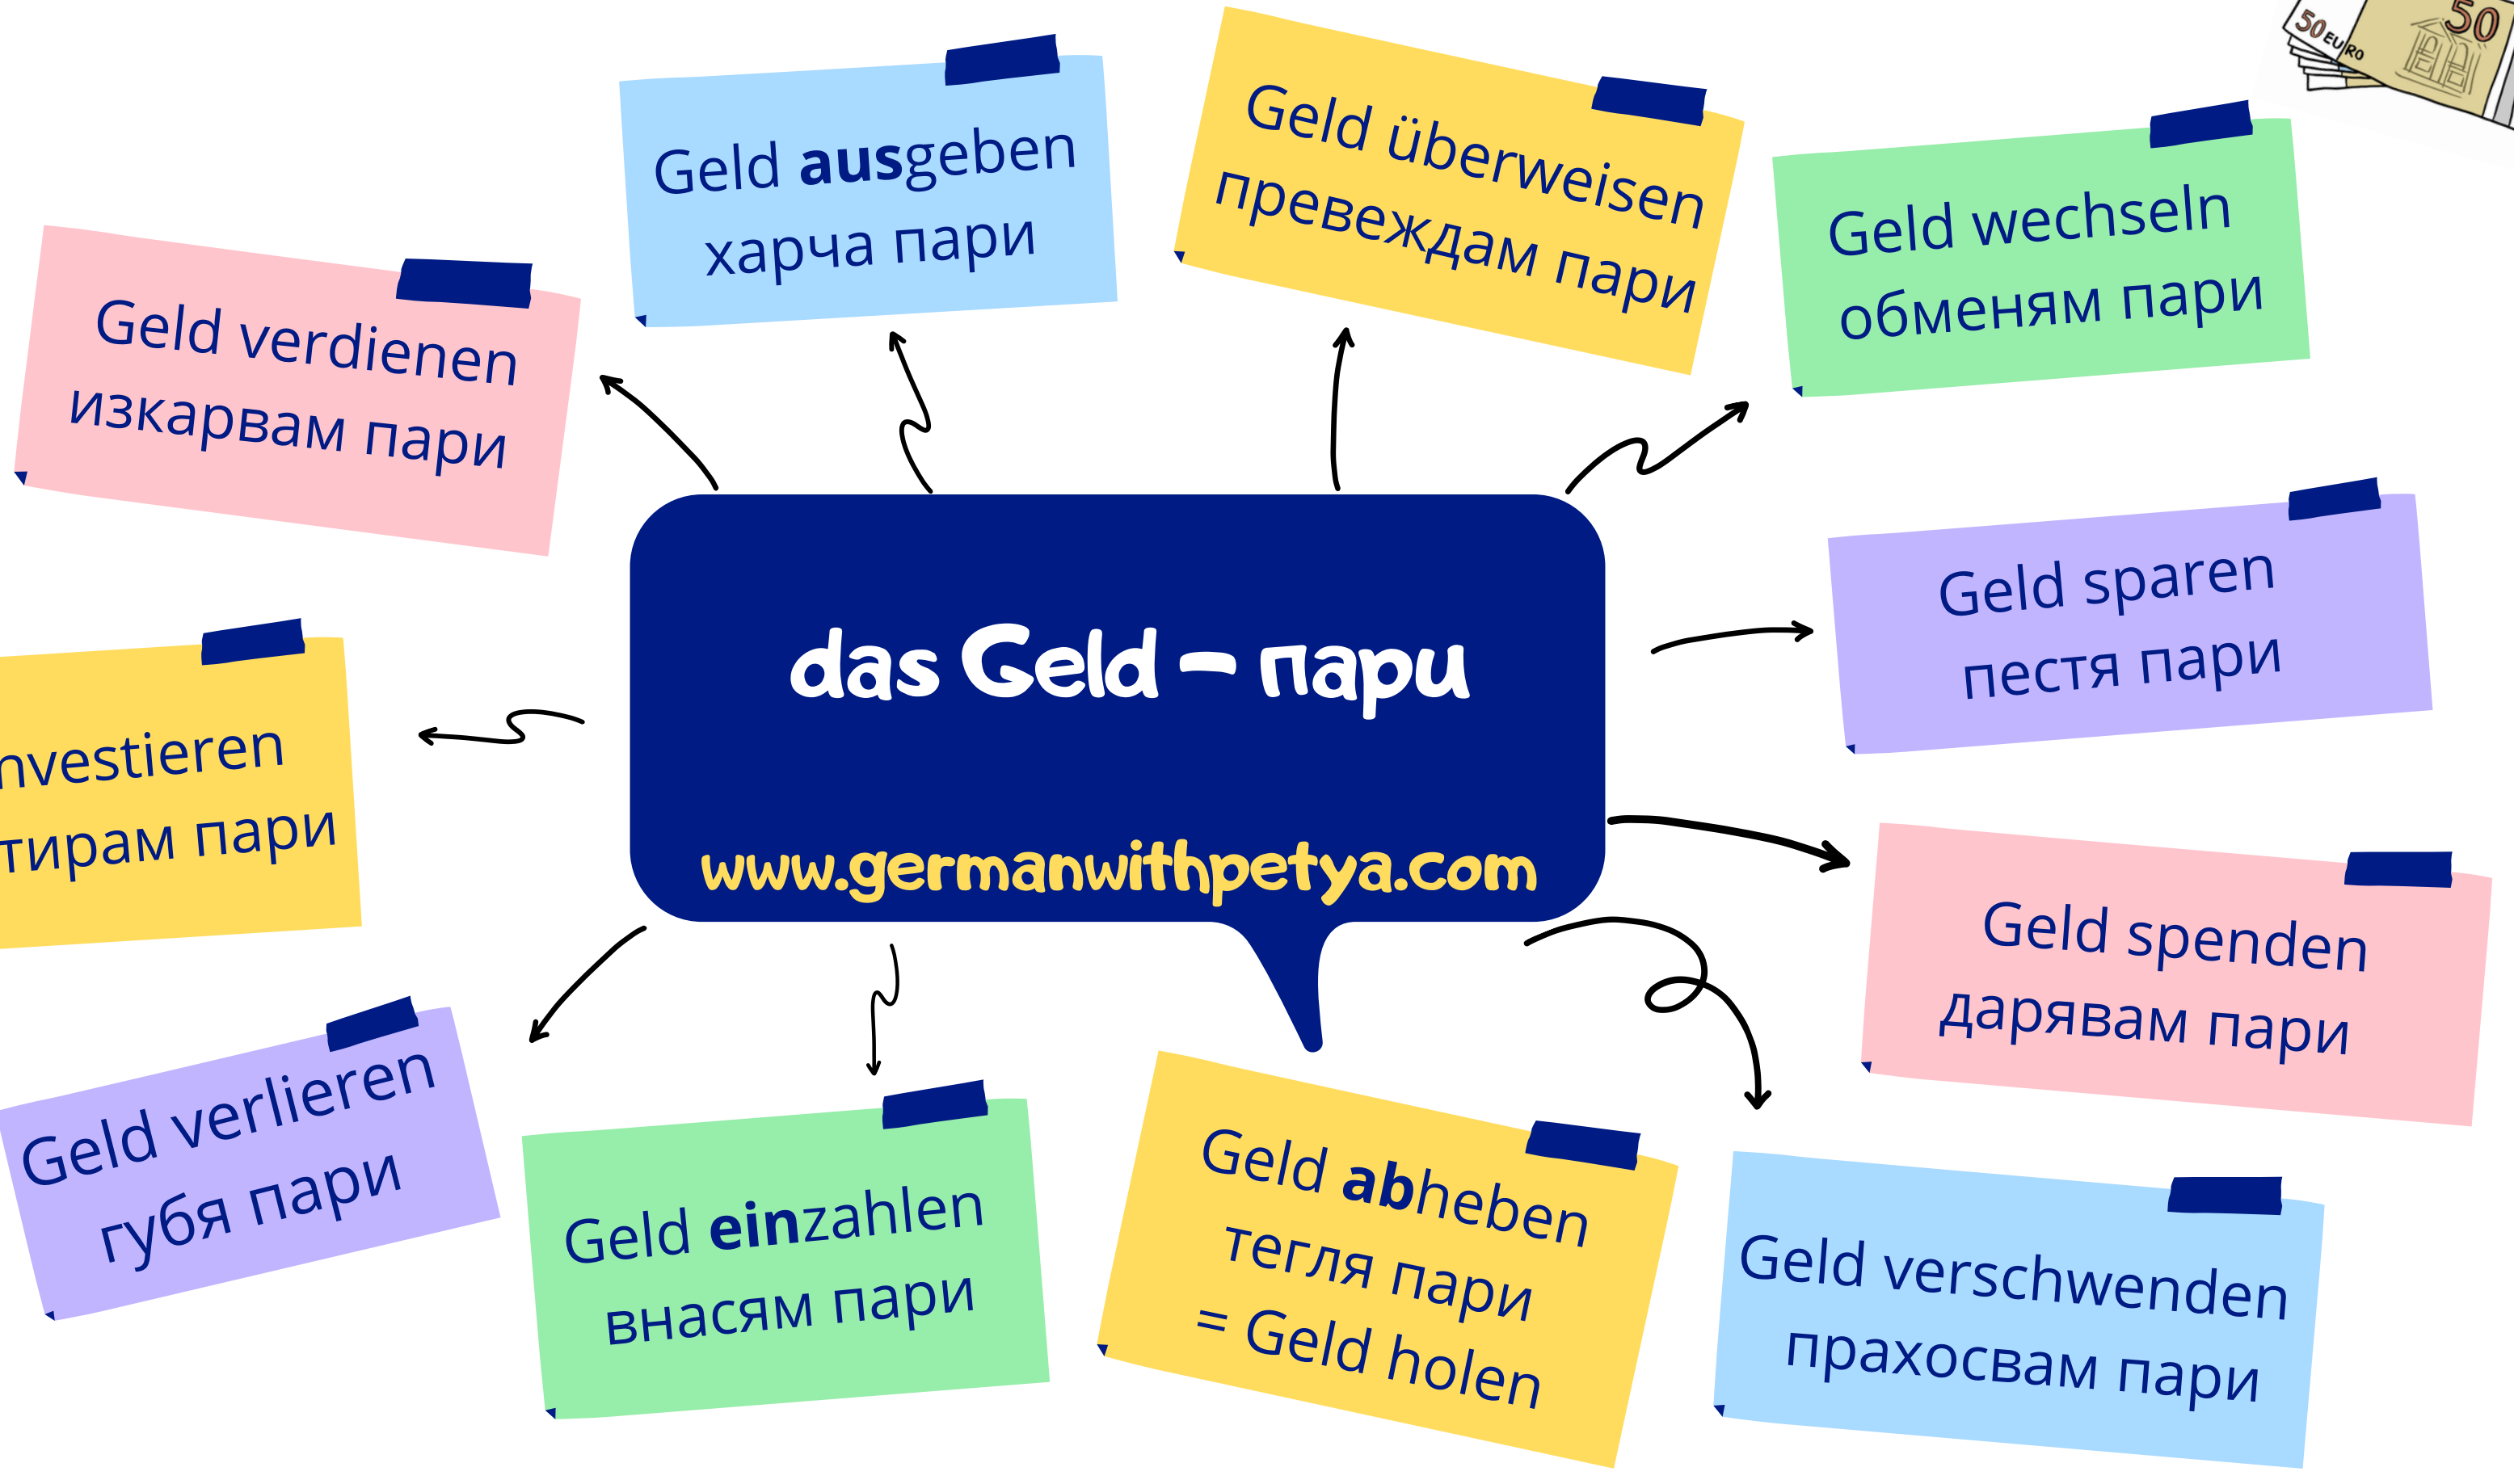 50
50 EURO
Geld ausgeben
харча пари
Geld überweisen
превеждам пари
Geld wechseln
обменям пари
Geld verdienen
изкарвам пари
das Geld - пари
www.germanwithpetya.com
Geld sparen
пестя пари
nvestieren
тирам пари
Geld spenden
дарявам пари
Geld verlieren
губя пари
Geld einzahlen
внасям пари
Geld abheben
тегля пари
= Geld holen
Geld verschwenden
прахосвам пари